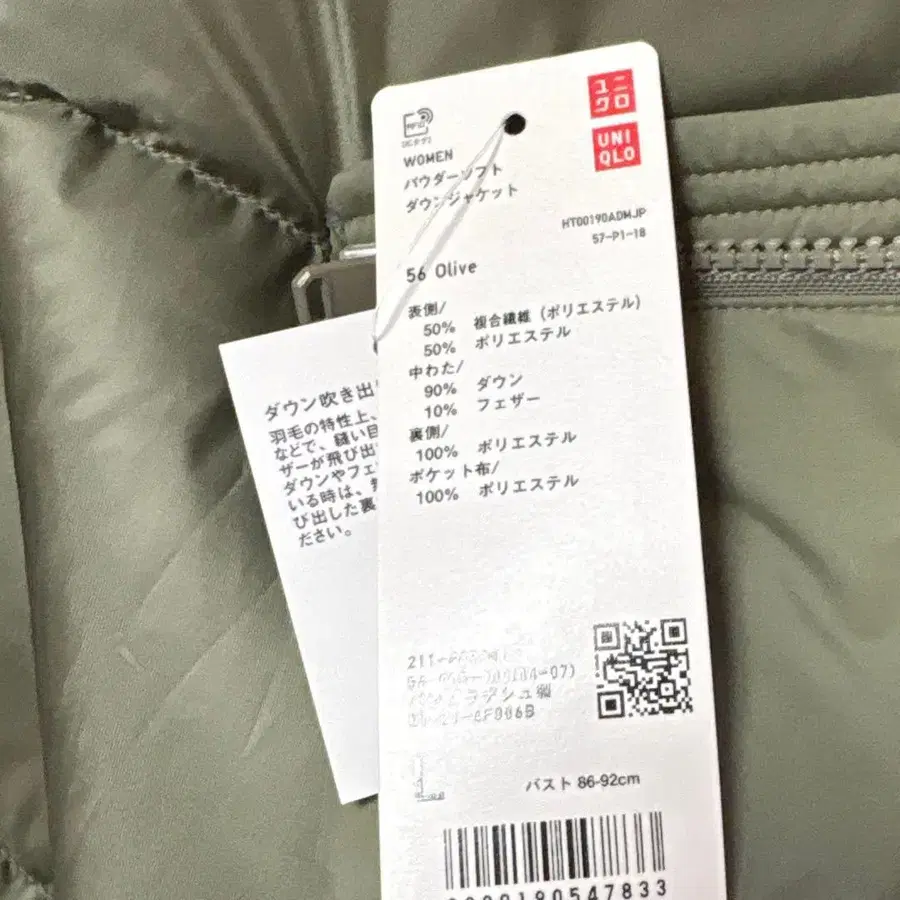 ユニ
クロ
UNI
QLO
WOMEN
パウダーソフト
ダウンジャケット
HT00190ADMJP
57-P1-18
56 Olive
表側/
50% 複合繊維（ポリエステル）
50% ポリエステル
中わた/
90% ダウン
10% フェザー
裏側/
100% ポリエステル
ポケット布/
100% ポリエステル
L
バスト 86-92cm
190547833
ダウン吹き出
羽毛の特性上、
などで、縫い目
ザーが飛び出
ダウンやフェ
いる時は、
び出した裏
ださい。